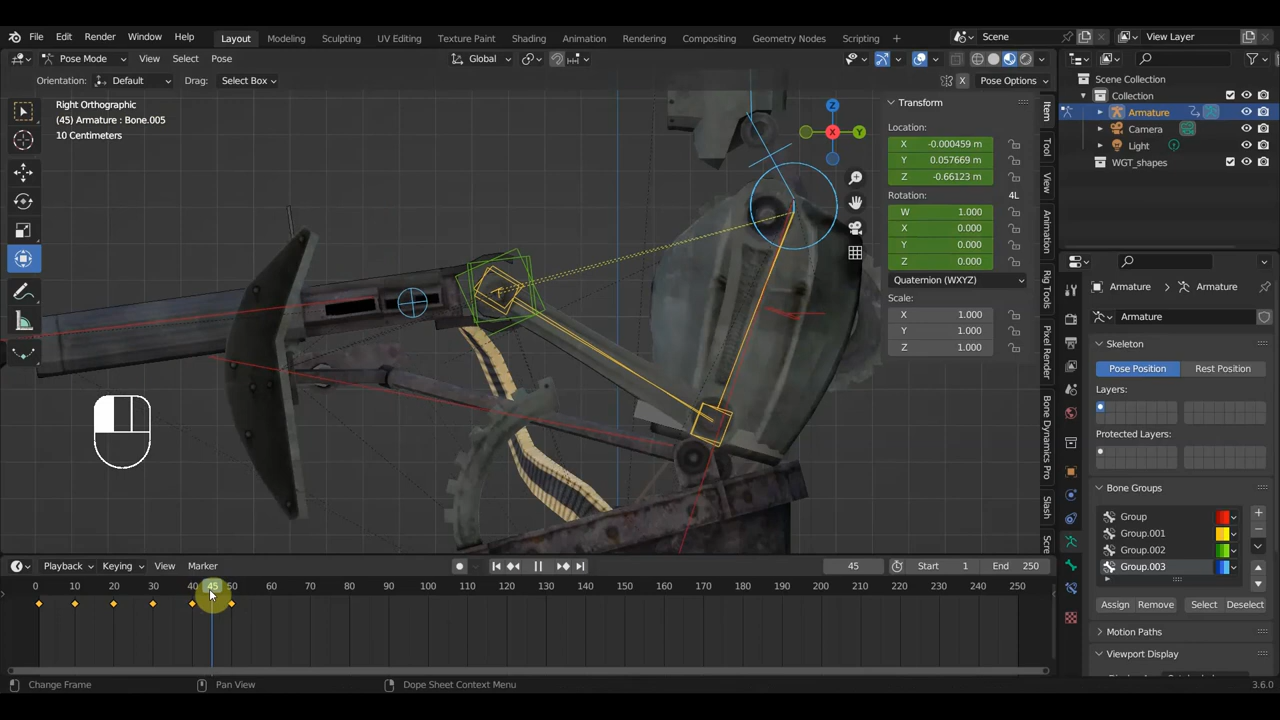 File Edit Render Window Help Layout Modeling Sculpting UV Editing Texture Paint Shading Animation Rendering Compositing Geometry Nodes Scripting + Scene View Layer
Pose Mode View Select Pose Global Pose Options
Orientation: Default Drag: Select Box X
Right Orthographic
(45) Armature : Bone.005
10 Centimeters
Z
X
Y
Transform
Location:
X -0.000459 m
Y 0.057669 m
Z -0.66123 m
Rotation: 4L
W 1.000
X 0.000
Y 0.000
Z 0.000
Quaternion (WXYZ)
Scale:
X 1.000
Y 1.000
Z 1.000
Item
Tool
View
Animation
Rig Tools
Pixel Render
Bone Dynamics Pro
Slash
Scre
Scene Collection
Collection
Armature
Camera
Light
WGT_shapes
Armature Armature
Armature
Skeleton
Pose Position Rest Position
Layers:
Protected Layers:
Bone Groups
Group
Group.001
Group.002
Group.003
Assign Remove Select Deselect
Motion Paths
Viewport Display
Playback Keying View Marker 45 Start 1 End 250
0 10 20 30 40 45 50 60 70 80 90 100 110 120 130 140 150 160 170 180 190 200 210 220 230 240 250
Change Frame Pan View Dope Sheet Context Menu 3.6.0